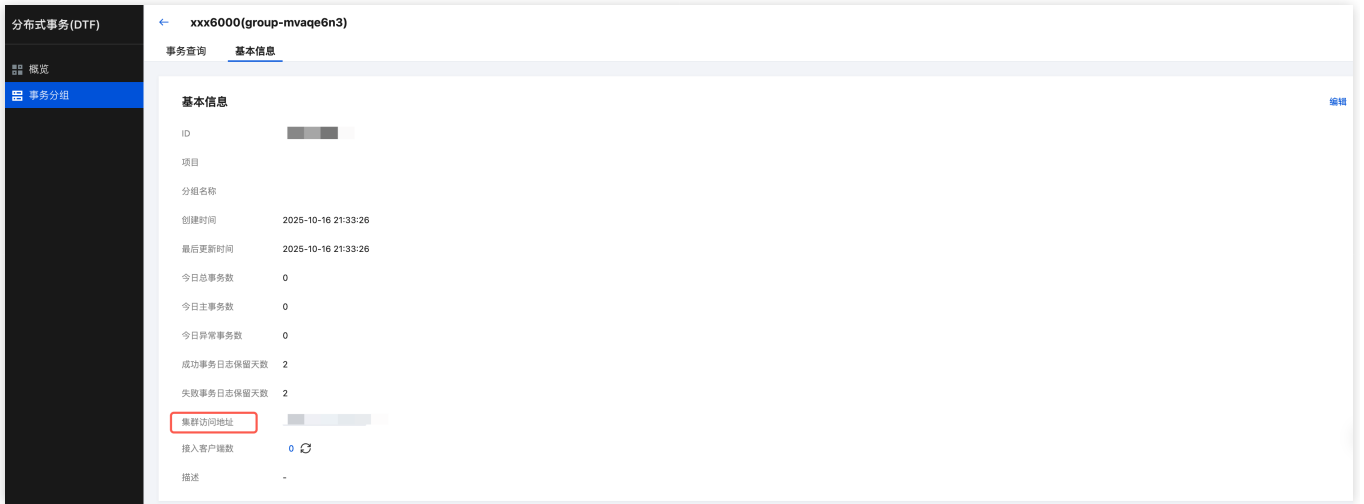 分布式事务(DTF)
概览
事务分组
← xxx6000(group-mvaqe6n3)
事务查询 基本信息
基本信息 编辑
ID
项目
分组名称
创建时间 2025-10-16 21:33:26
最后更新时间 2025-10-16 21:33:26
今日总事务数 0
今日主事务数 0
今日异常事务数 0
成功事务日志保留天数 2
失败事务日志保留天数 2
集群访问地址
接入客户端数 0
描述 -